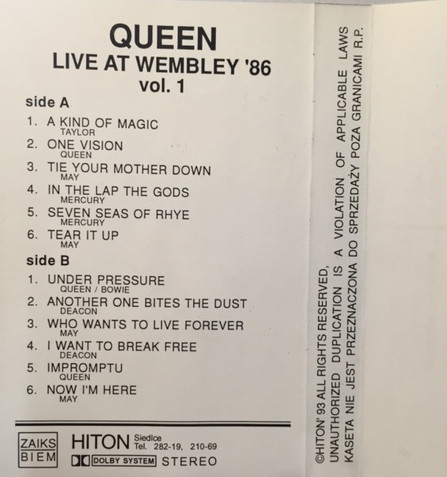 QUEEN
LIVE AT WEMBLEY '86
vol. 1
side A
1. A KIND OF MAGIC
TAYLOR
2. ONE VISION
QUEEN
3. TIE YOUR MOTHER DOWN
MAY
4. IN THE LAP THE GODS
MERCURY
5. SEVEN SEAS OF RHYE
MERCURY
6. TEAR IT UP
MAY
side B
1. UNDER PRESSURE
QUEEN / BOWIE
2. ANOTHER ONE BITES THE DUST
DEACON
3. WHO WANTS TO LIVE FOREVER
MAY
4. I WANT TO BREAK FREE
DEACON
5. IMPROMPTU
QUEEN
6. NOW I'M HERE
MAY
ZAIKS
BIEM
HITON Siedlce
Tel. 282-19, 210-69
DOLBY SYSTEM STEREO
©HITON' 93 ALL RIGHTS RESERVED,
UNAUTHORIZED DUPLICATION IS A VIOLATION OF APPLICABLE LAWS
KASETA NIE JEST PRZEZNACZONA DO SPRZEDAŻY POZA GRANICAMI R.P.